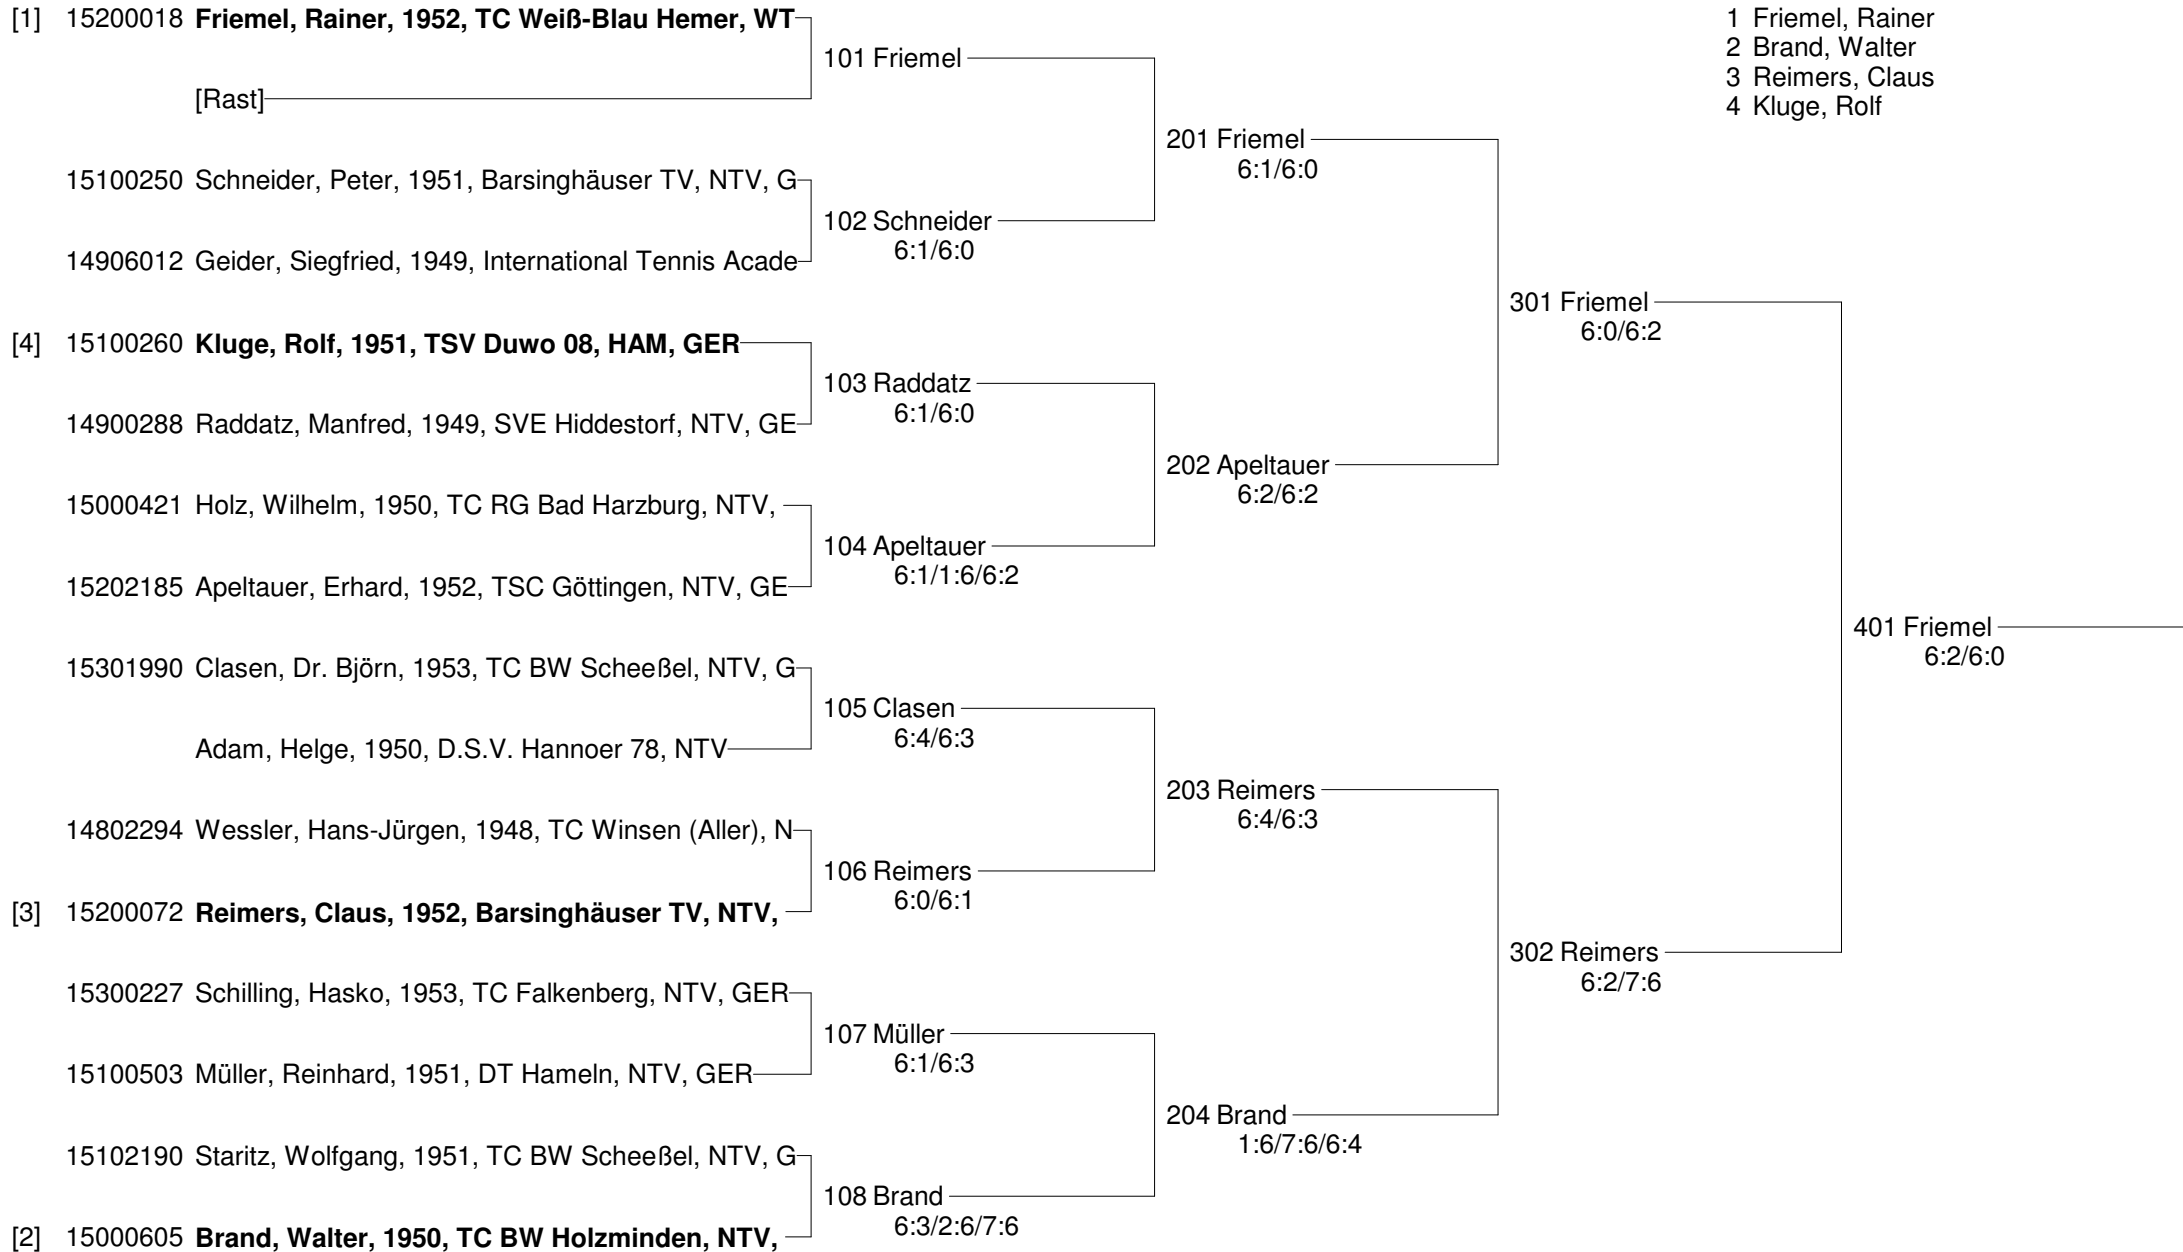 [1] 15200018 Friemel, Rainer, 1952, TC Weiß-Blau Hemer, WT
[Rast]
15100250 Schneider, Peter, 1951, Barsinghäuser TV, NTV, G
14906012 Geider, Siegfried, 1949, International Tennis Acade
[4] 15100260 Kluge, Rolf, 1951, TSV Duwo 08, HAM, GER
14900288 Raddatz, Manfred, 1949, SVE Hiddestorf, NTV, GE
15000421 Holz, Wilhelm, 1950, TC RG Bad Harzburg, NTV,
15202185 Apeltauer, Erhard, 1952, TSC Göttingen, NTV, GE
15301990 Clasen, Dr. Björn, 1953, TC BW Scheeßel, NTV, G
Adam, Helge, 1950, D.S.V. Hannoer 78, NTV
14802294 Wessler, Hans-Jürgen, 1948, TC Winsen (Aller), N
[3] 15200072 Reimers, Claus, 1952, Barsinghäuser TV, NTV,
15300227 Schilling, Hasko, 1953, TC Falkenberg, NTV, GER
15100503 Müller, Reinhard, 1951, DT Hameln, NTV, GER
15102190 Staritz, Wolfgang, 1951, TC BW Scheeßel, NTV, G
[2] 15000605 Brand, Walter, 1950, TC BW Holzminden, NTV,
101 Friemel
102 Schneider
6:1/6:0
103 Raddatz
6:1/6:0
104 Apeltauer
6:1/1:6/6:2
105 Clasen
6:4/6:3
106 Reimers
6:0/6:1
107 Müller
6:1/6:3
108 Brand
6:3/2:6/7:6
201 Friemel
6:1/6:0
202 Apeltauer
6:2/6:2
203 Reimers
6:4/6:3
204 Brand
1:6/7:6/6:4
301 Friemel
6:0/6:2
302 Reimers
6:2/7:6
401 Friemel
6:2/6:0
1 Friemel, Rainer
2 Brand, Walter
3 Reimers, Claus
4 Kluge, Rolf